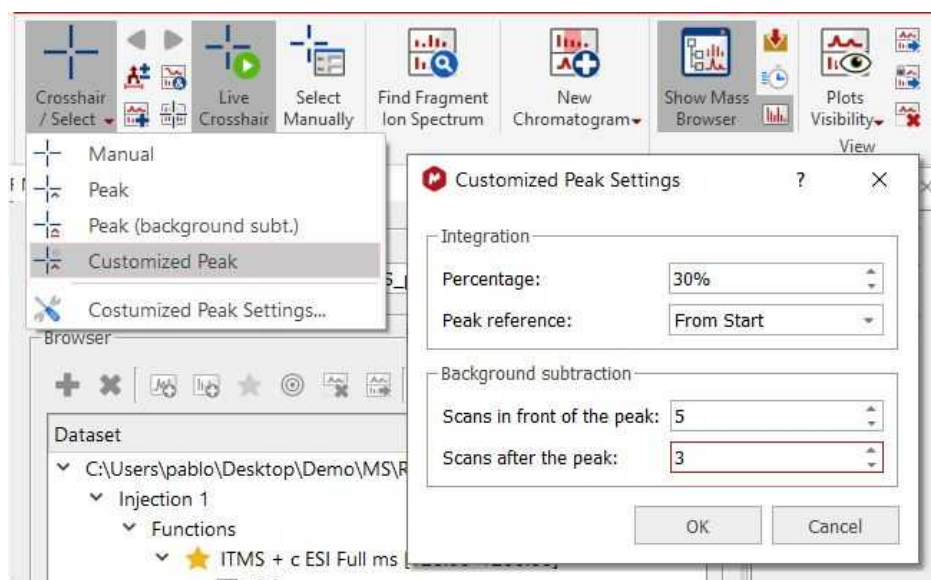 Crosshair
/ Select
Live
Crosshair
Select
Manually
Find Fragment
Ion Spectrum
New
Chromatogram
Show Mass
Browser
Plots
Visibility
View
Manual
Peak
Peak (background subt.)
Customized Peak
Costumized Peak Settings...
Customized Peak Settings
?
Integration
Percentage:
30%
Peak reference:
From Start
Background subtraction
Scans in front of the peak:
5
Scans after the peak:
3
OK
Cancel
Browser
Dataset
C:\Users\pablo\Desktop\Demo\MS\R
Injection 1
Functions
ITMS + c ESI Full ms